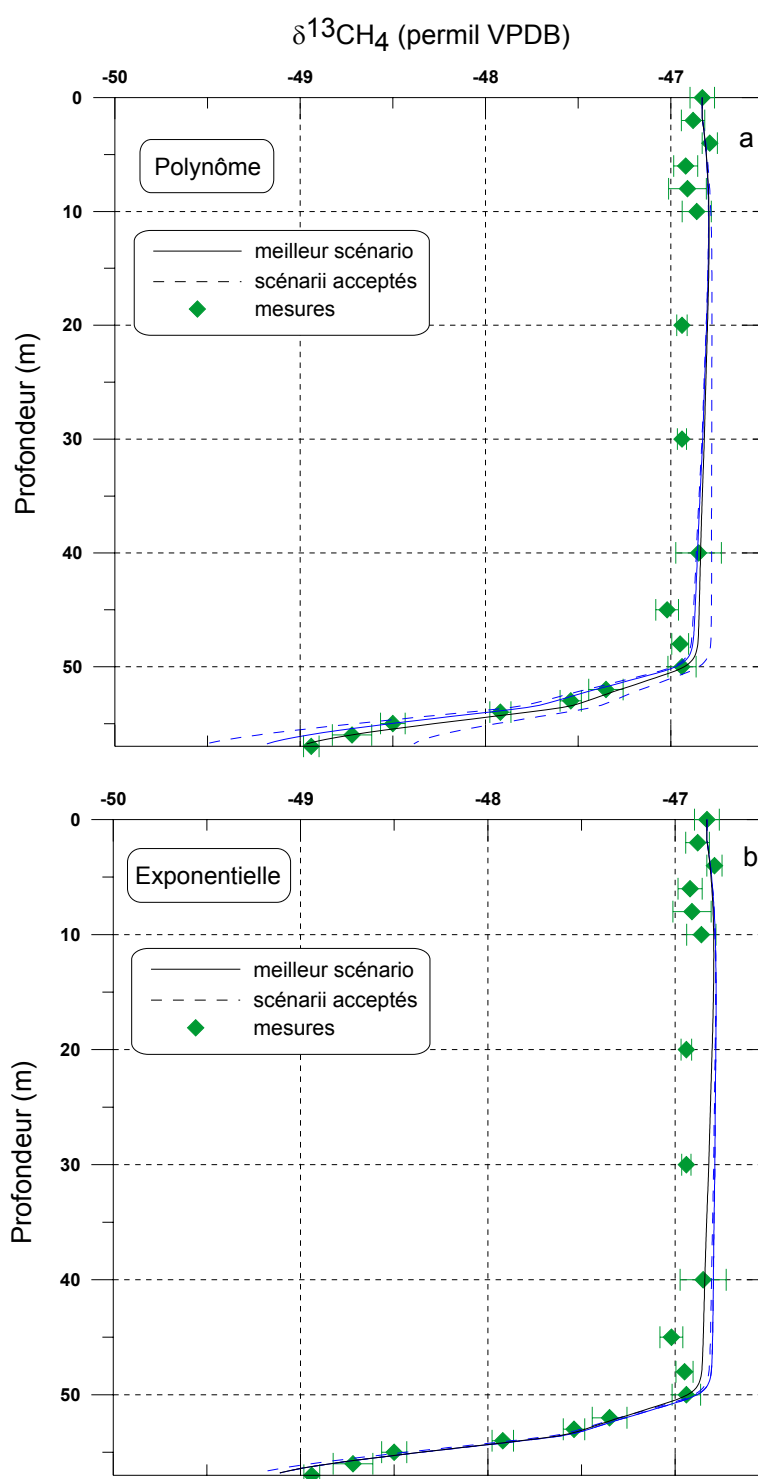 δ13CH4 (permil VPDB)
-50 -49 -48 -47
0
10
20
30
40
50
Profondeur (m)
a
Polynôme
meilleur scénario
scénarii acceptés
mesures
-50 -49 -48 -47
0
10
20
30
40
50
Profondeur (m)
b
Exponentielle
meilleur scénario
scénarii acceptés
mesures